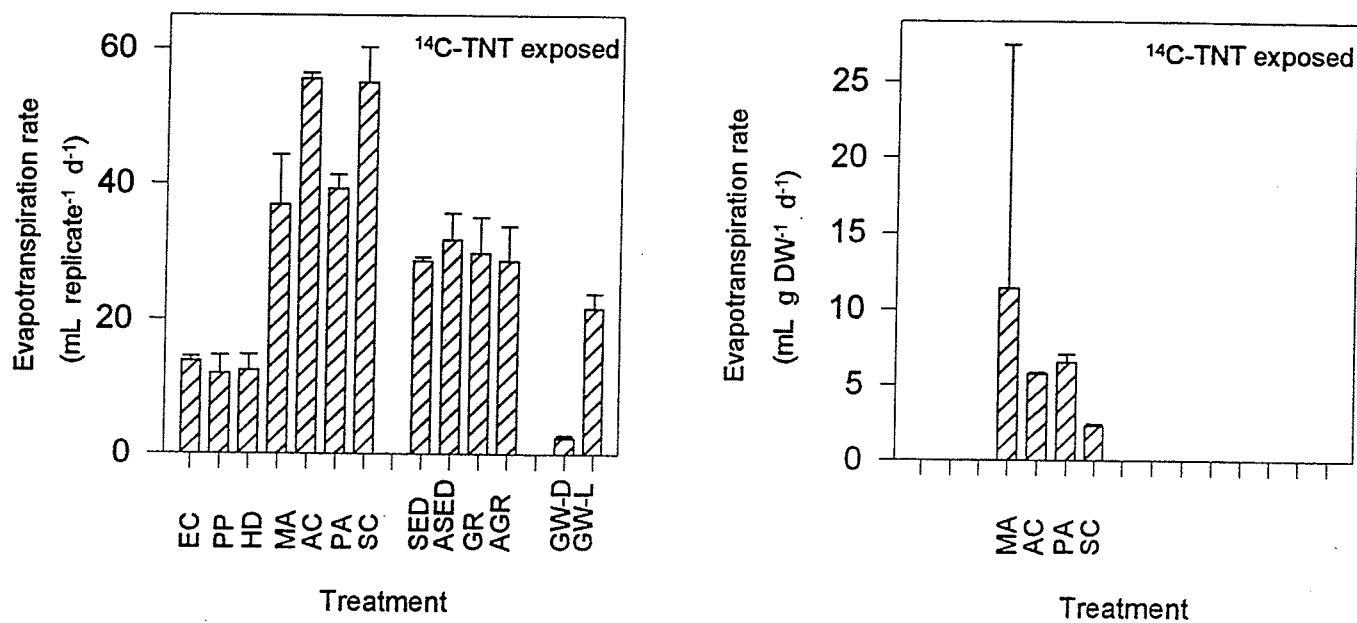 ¹⁴C-TNT exposed
Evapotranspiration rate
(mL replicate⁻¹ d⁻¹)
60
40
20
0
EC
PP
HD
MA
AC
PA
SC
SED
ASED
GR
AGR
GW-D
GW-L
Treatment
¹⁴C-TNT exposed
Evapotranspiration rate
(mL g DW⁻¹ d⁻¹)
25
20
15
10
5
0
MA
AC
PA
SC
Treatment